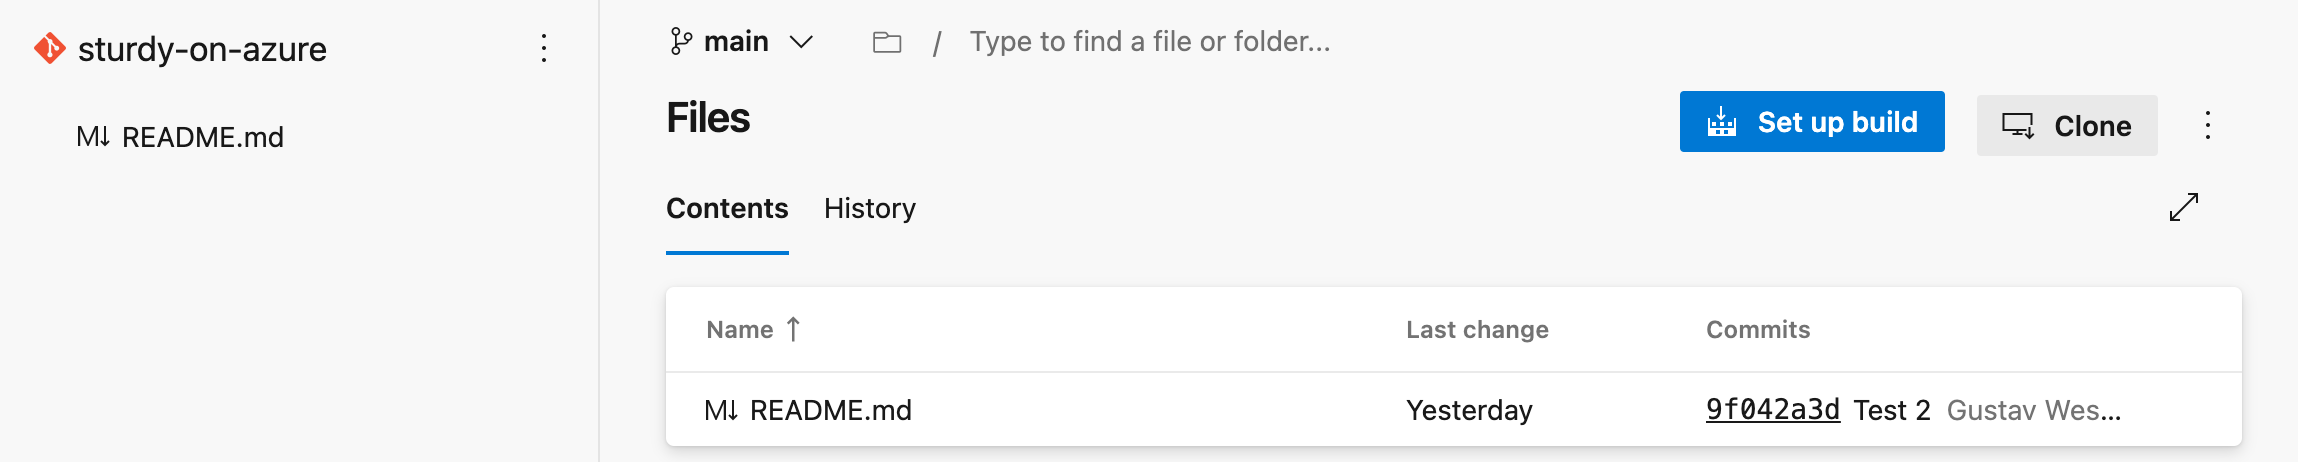 sturdy-on-azure
README.md
main / Type to find a file or folder...
Files
Set up build
Clone
Contents History
Name ↑ Last change Commits
README.md Yesterday 9f042a3d Test 2 Gustav Wes...